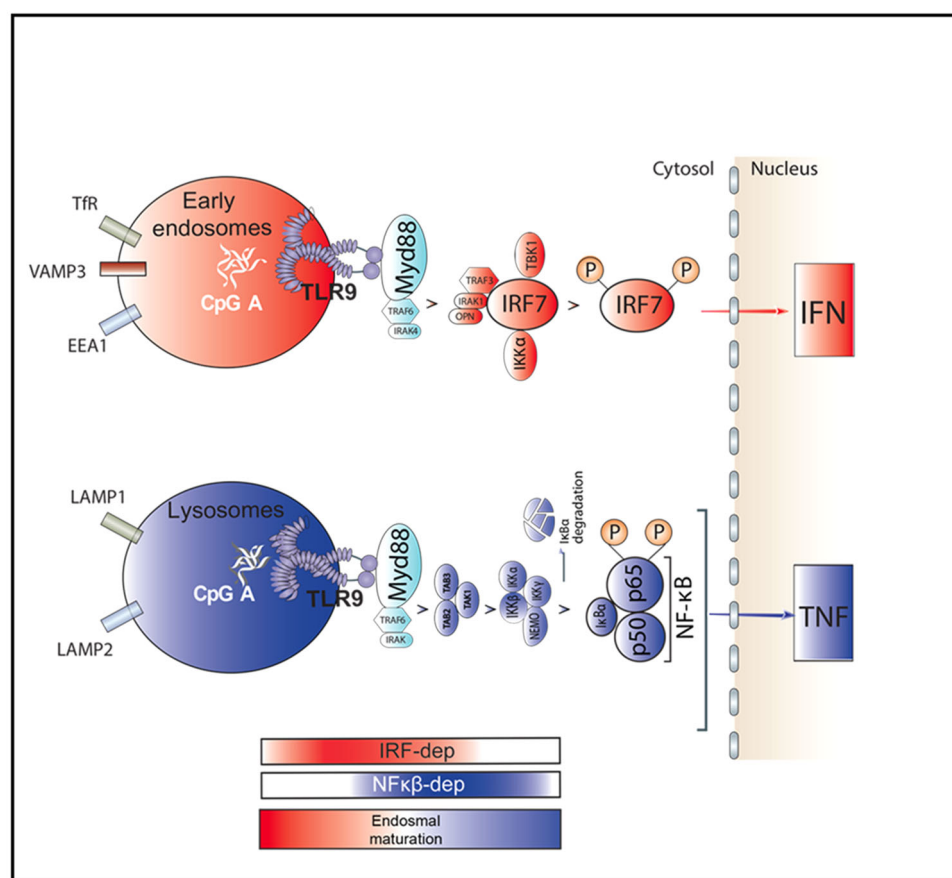 Cytosol
Nucleus
TfR
VAMP3
EEA1
Early
endosomes
CpG A
TLR9
Myd88
TRAF6
IRAK4
>
TRAF3
IRAK1
OPN
TBK1
IRF7
IKKα
>
P
P
IRF7
IFN
LAMP1
LAMP2
Lysosomes
CpG A
TLR9
Myd88
TRAF6
IRAK
>
TAB3
TAB2
TAK1
>
IKKα
IKKβ
IKKγ
NEMO
>
IκBα
degradation
P
P
p65
IκBα
p50
NF-κB
TNF
IRF-dep
NFκβ-dep
Endosmal
maturation